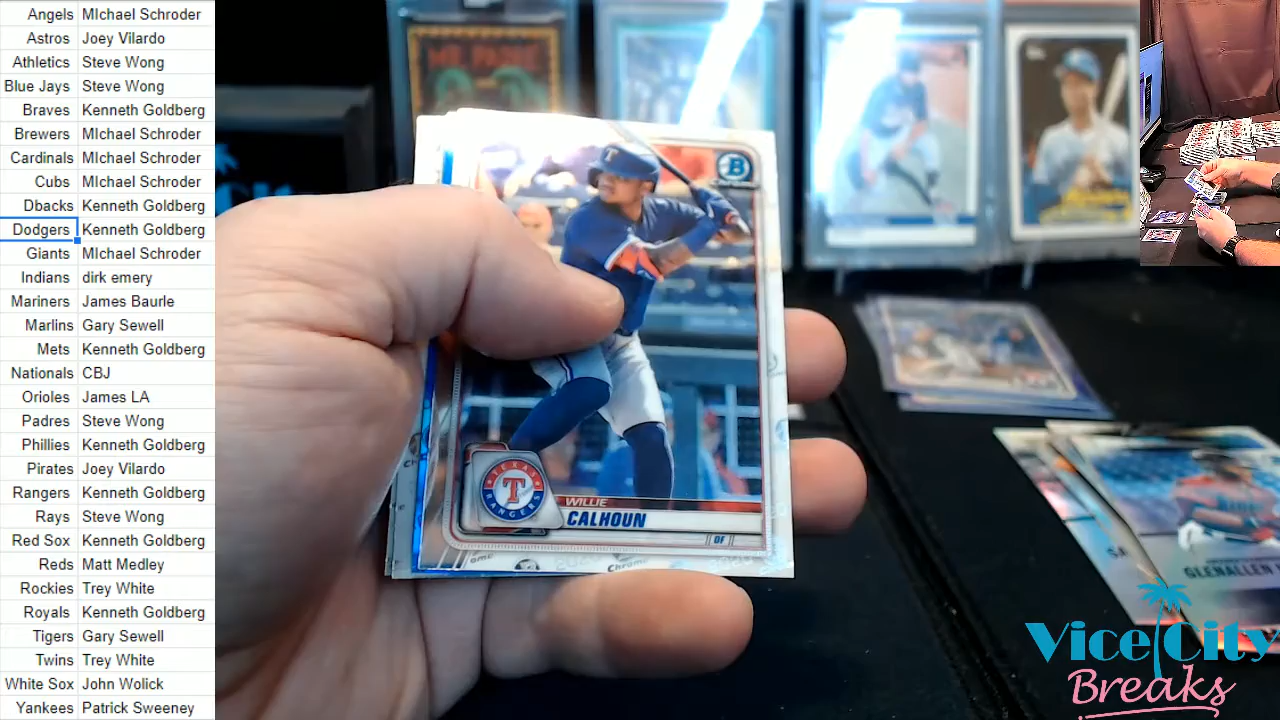 Angels MIchael Schroder
Astros Joey Vilardo
Athletics Steve Wong
Blue Jays Steve Wong
Braves Kenneth Goldberg
Brewers MIchael Schroder
Cardinals MIchael Schroder
Cubs MIchael Schroder
Dbacks Kenneth Goldberg
Dodgers Kenneth Goldberg
Giants MIchael Schroder
Indians dirk emery
Mariners James Baurle
Marlins Gary Sewell
Mets Kenneth Goldberg
Nationals CBJ
Orioles James LA
Padres Steve Wong
Phillies Kenneth Goldberg
Pirates Joey Vilardo
Rangers Kenneth Goldberg
Rays Steve Wong
Red Sox Kenneth Goldberg
Reds Matt Medley
Rockies Trey White
Royals Kenneth Goldberg
Tigers Gary Sewell
Twins Trey White
White Sox John Wolick
Yankees Patrick Sweeney
T
B
CHROME
TEXAS
T
RANGERS
WILLIE
CALHOUN
OF
Chrome
GLENALLEN
Vice City
Breaks